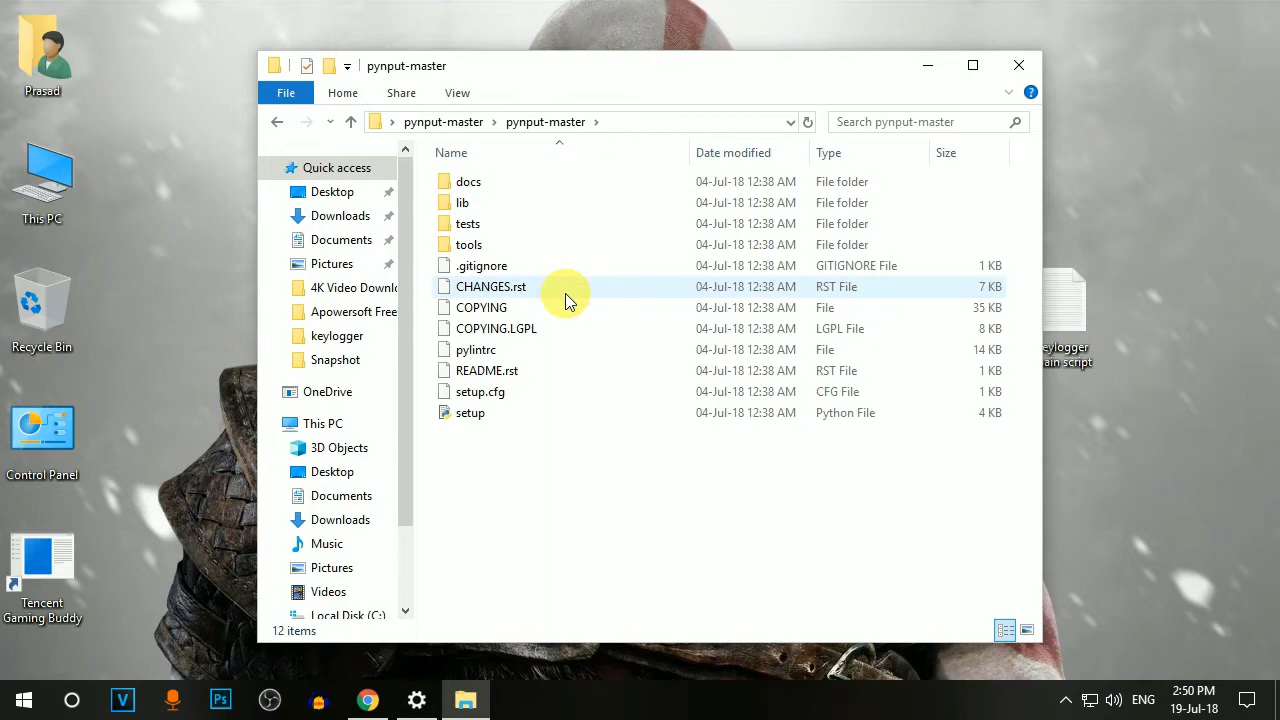 Prasad
This PC
Recycle Bin
Control Panel
Tencent
Gaming Buddy
pynput-master
File
Home
Share
View
pynput-master
pynput-master
Search pynput-master
Quick access
Desktop
Downloads
Documents
Pictures
4K Video Downl
Apowersoft Free
keylogger
Snapshot
OneDrive
This PC
3D Objects
Desktop
Documents
Downloads
Music
Pictures
Videos
Local Disk (C:)
Name Date modified Type Size
docs 04-Jul-18 12:38 AM File folder
lib 04-Jul-18 12:38 AM File folder
tests 04-Jul-18 12:38 AM File folder
tools 04-Jul-18 12:38 AM File folder
.gitignore 04-Jul-18 12:38 AM GITIGNORE File 1 KB
CHANGES.rst 04-Jul-18 12:38 AM RST File 7 KB
COPYING 04-Jul-18 12:38 AM File 35 KB
COPYING.LGPL 04-Jul-18 12:38 AM LGPL File 8 KB
pylintrc 04-Jul-18 12:38 AM File 14 KB
README.rst 04-Jul-18 12:38 AM RST File 1 KB
setup.cfg 04-Jul-18 12:38 AM CFG File 1 KB
setup 04-Jul-18 12:38 AM Python File 4 KB
12 items
eylogger
ain script
V
Ps
ENG
2:50 PM
19-Jul-18